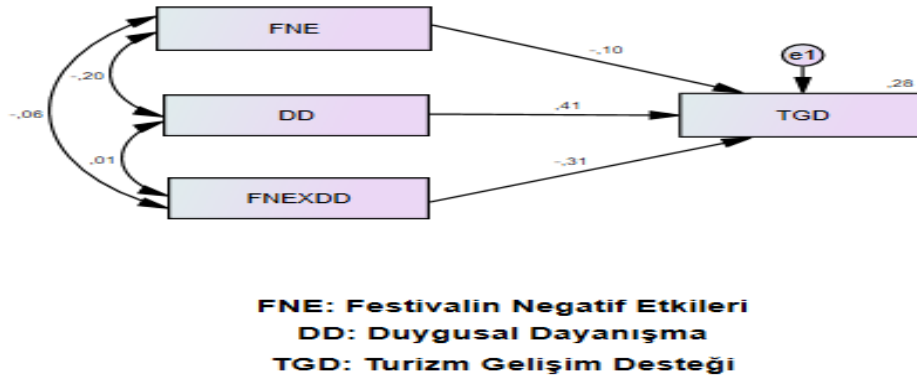 FNE
-,10
e1
,28
-,20
-,06
DD
,41
TGD
,01
-,31
FNEXDD
FNE: Festivalin Negatif Etkileri
DD: Duygusal Dayanışma
TGD: Turizm Gelişim Desteği